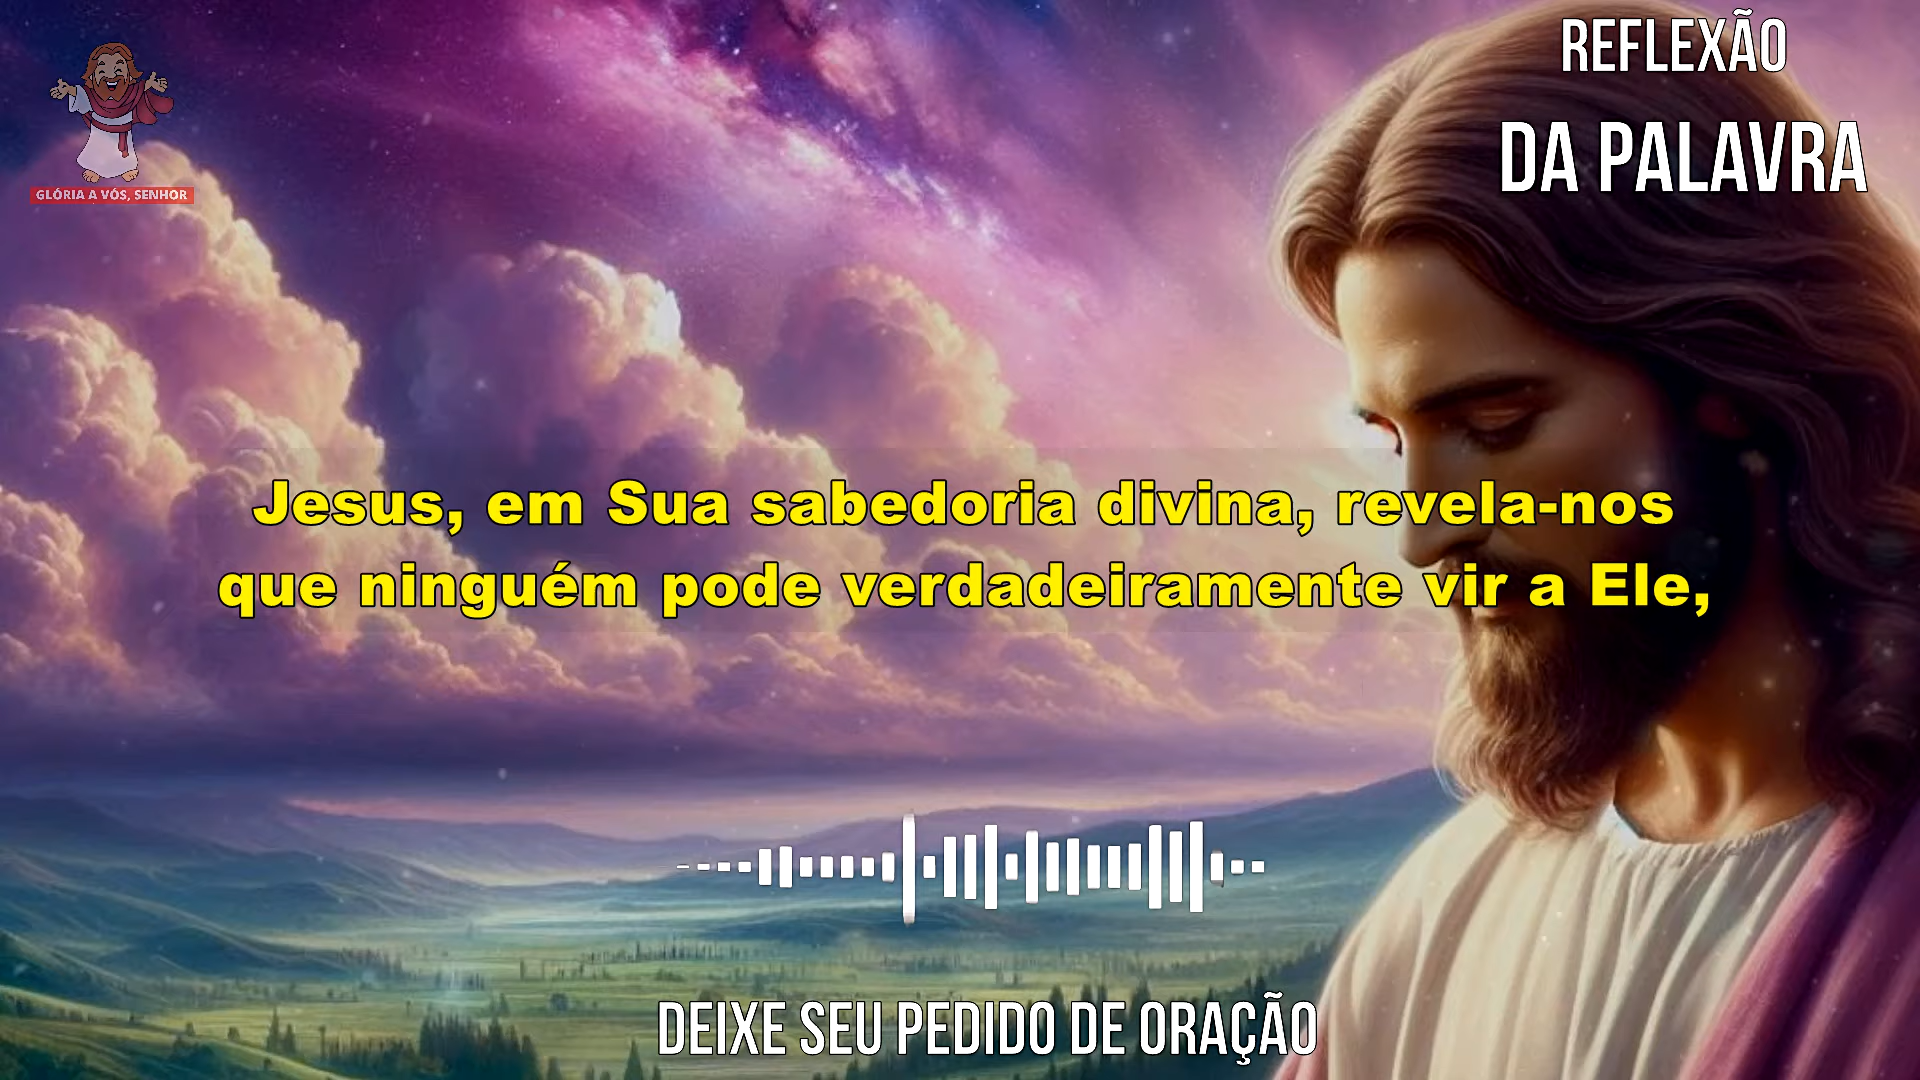 REFLEXÃO
DA PALAVRA
GLÓRIA A VÓS, SENHOR
Jesus, em Sua sabedoria divina, revela-nos
que ninguém pode verdadeiramente vir a Ele,
DEIXE SEU PEDIDO DE ORAÇÃO